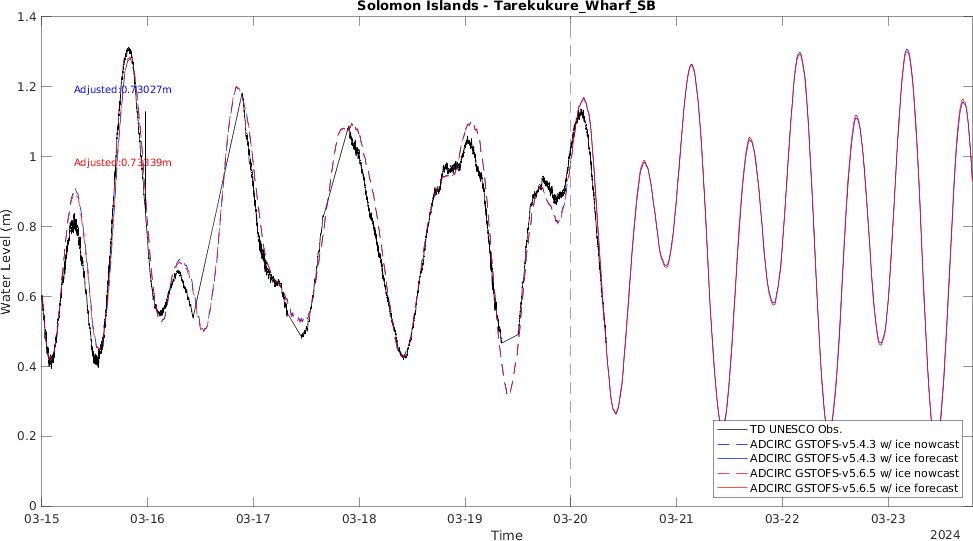 Solomon Islands - Tarekukure_Wharf_SB
1.4
1.2
1
0.8
0.6
0.4
0.2
0
Water Level (m)
Adjusted:0.73027m
Adjusted:0.73339m
TD UNESCO Obs.
ADCIRC GSTOFS-v5.4.3 w/ ice nowcast
ADCIRC GSTOFS-v5.4.3 w/ ice forecast
ADCIRC GSTOFS-v5.6.5 w/ ice nowcast
ADCIRC GSTOFS-v5.6.5 w/ ice forecast
03-15 03-16 03-17 03-18 03-19 03-20 03-21 03-22 03-23
Time
2024